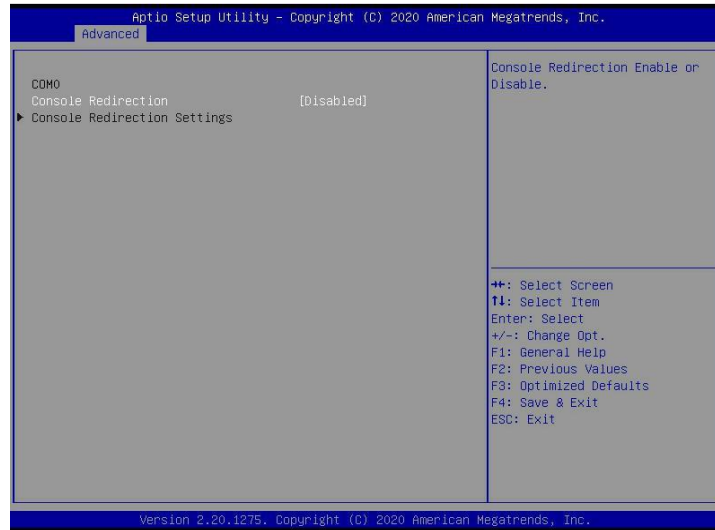 Aptio Setup Utility – Copyright (C) 2020 American Megatrends, Inc.
Advanced
COM0
Console Redirection [Disabled]
▶ Console Redirection Settings
Console Redirection Enable or
Disable.
→←: Select Screen
↑↓: Select Item
Enter: Select
+/-: Change Opt.
F1: General Help
F2: Previous Values
F3: Optimized Defaults
F4: Save & Exit
ESC: Exit
Version 2.20.1275. Copyright (C) 2020 American Megatrends, Inc.